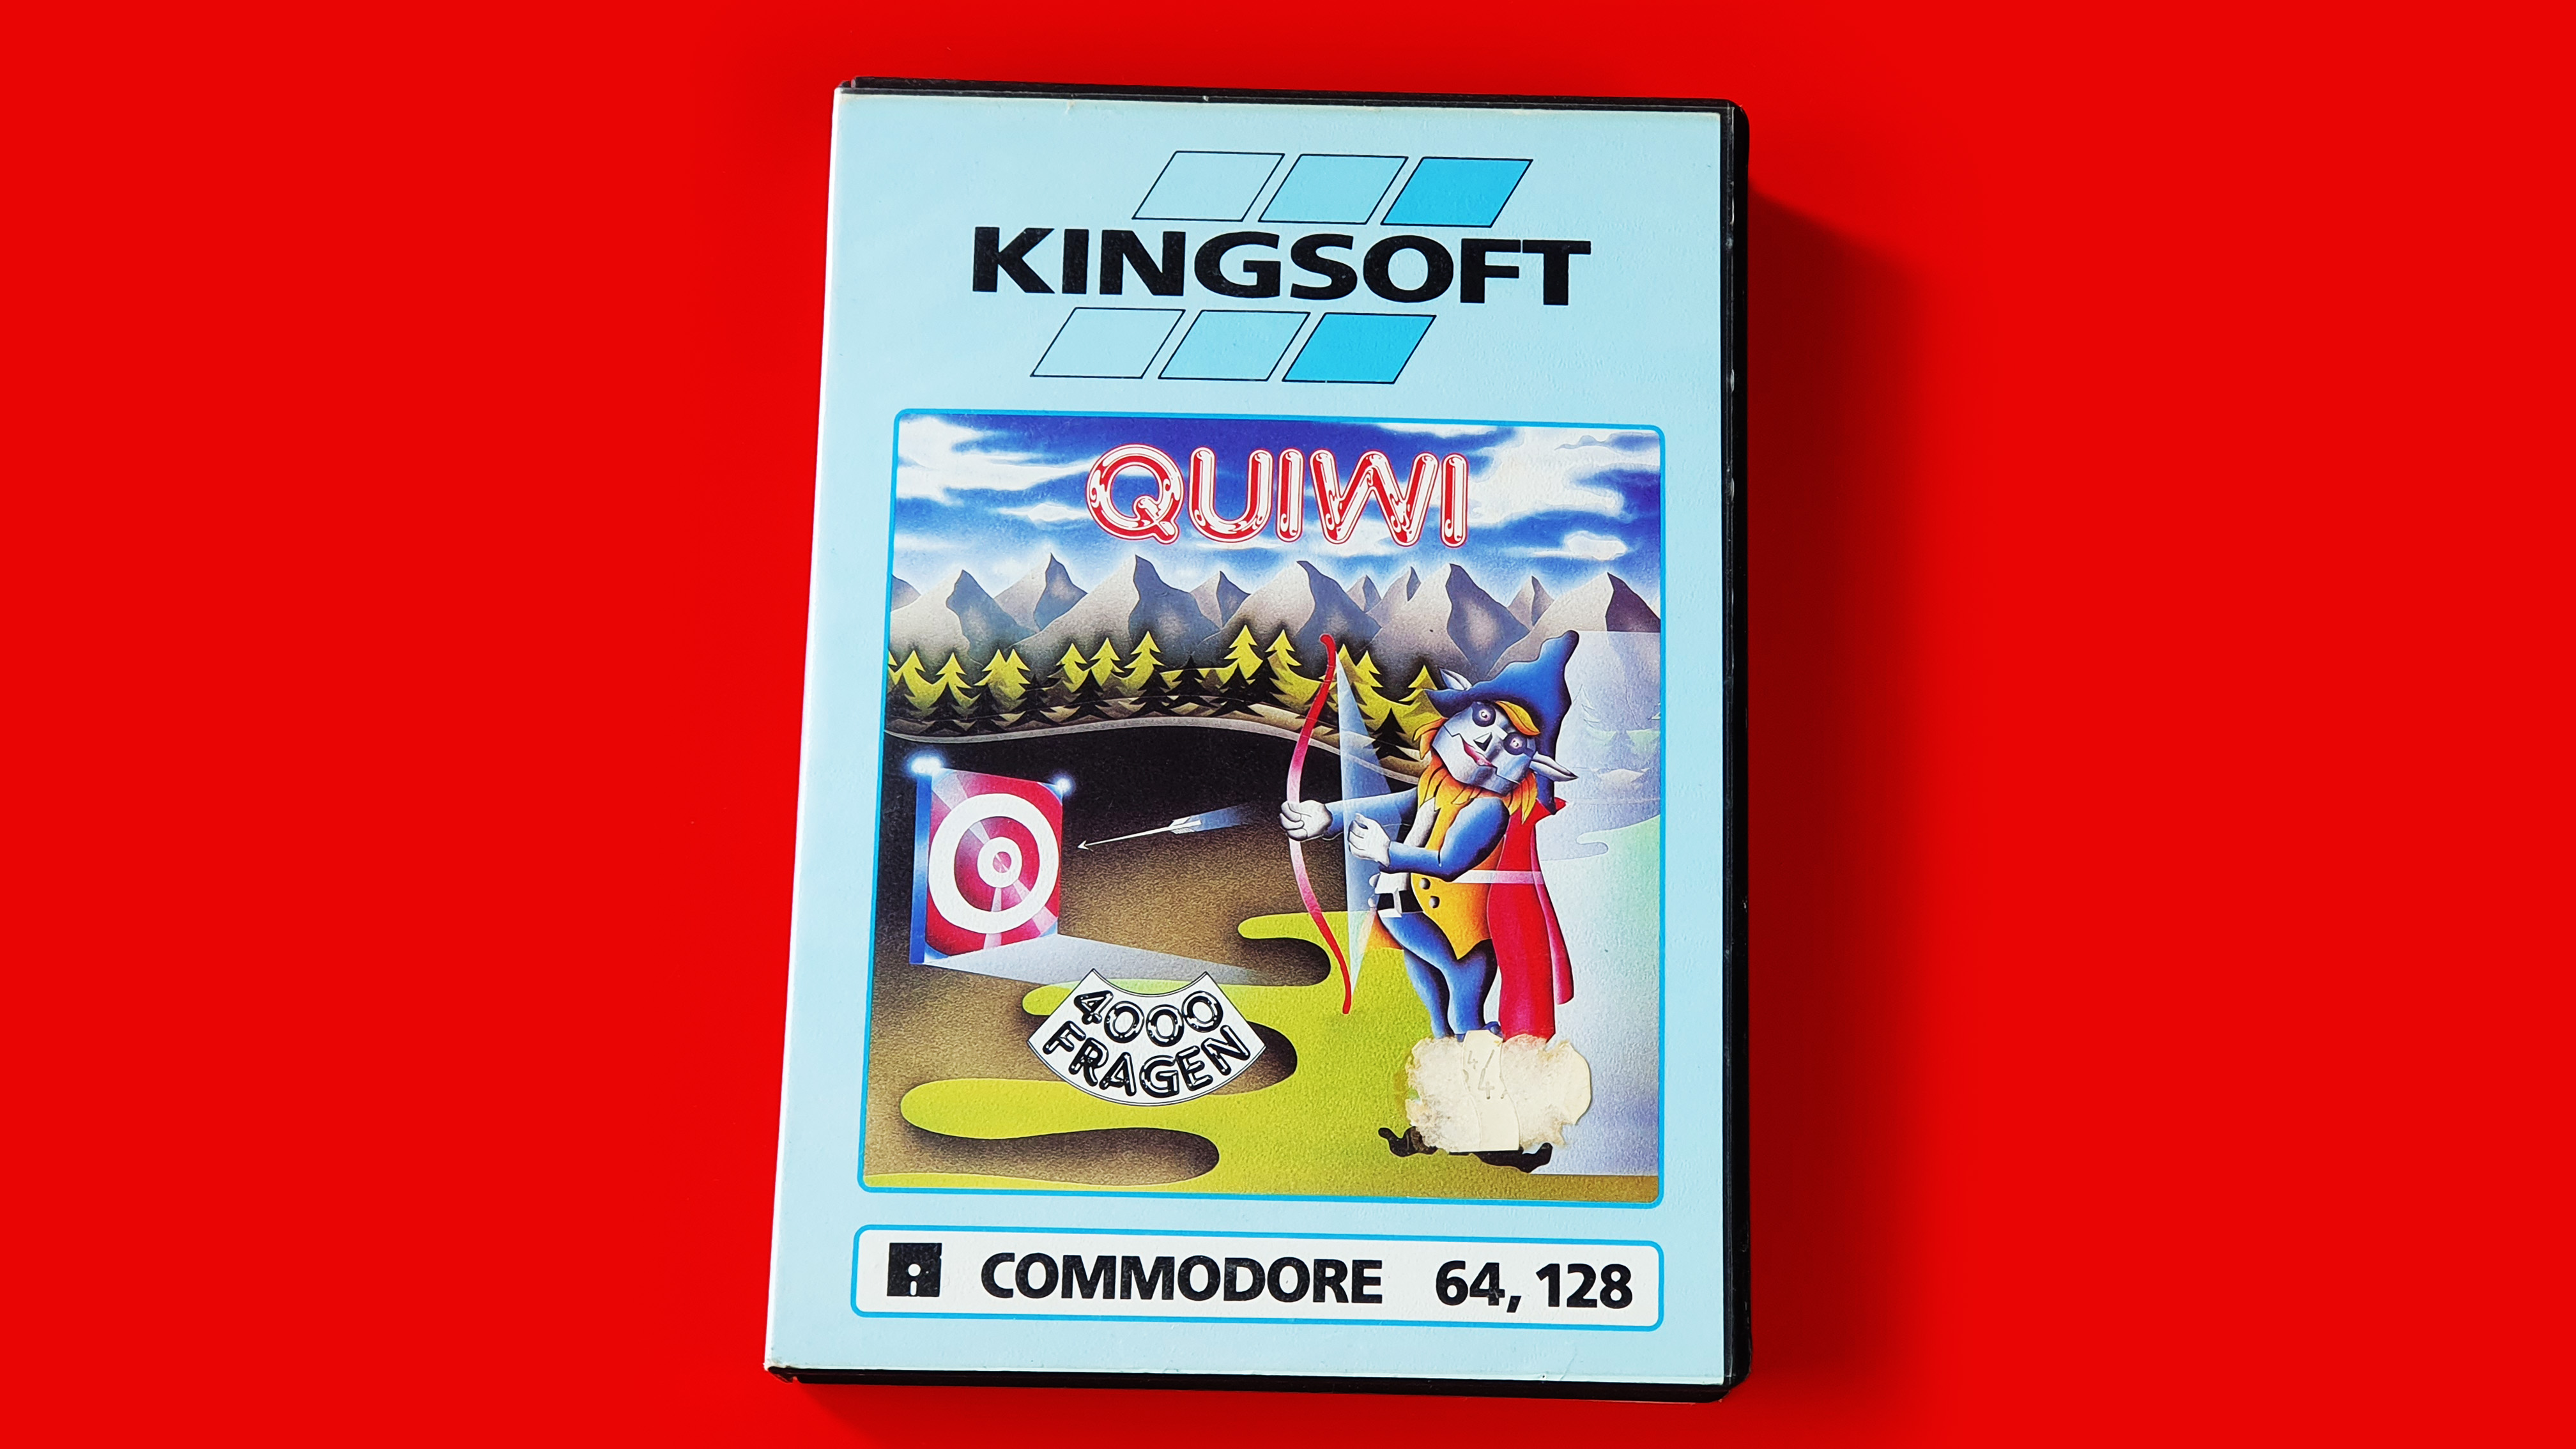 KINGSOFT
QUIWI
4000
FRAGEN
COMMODORE 64, 128